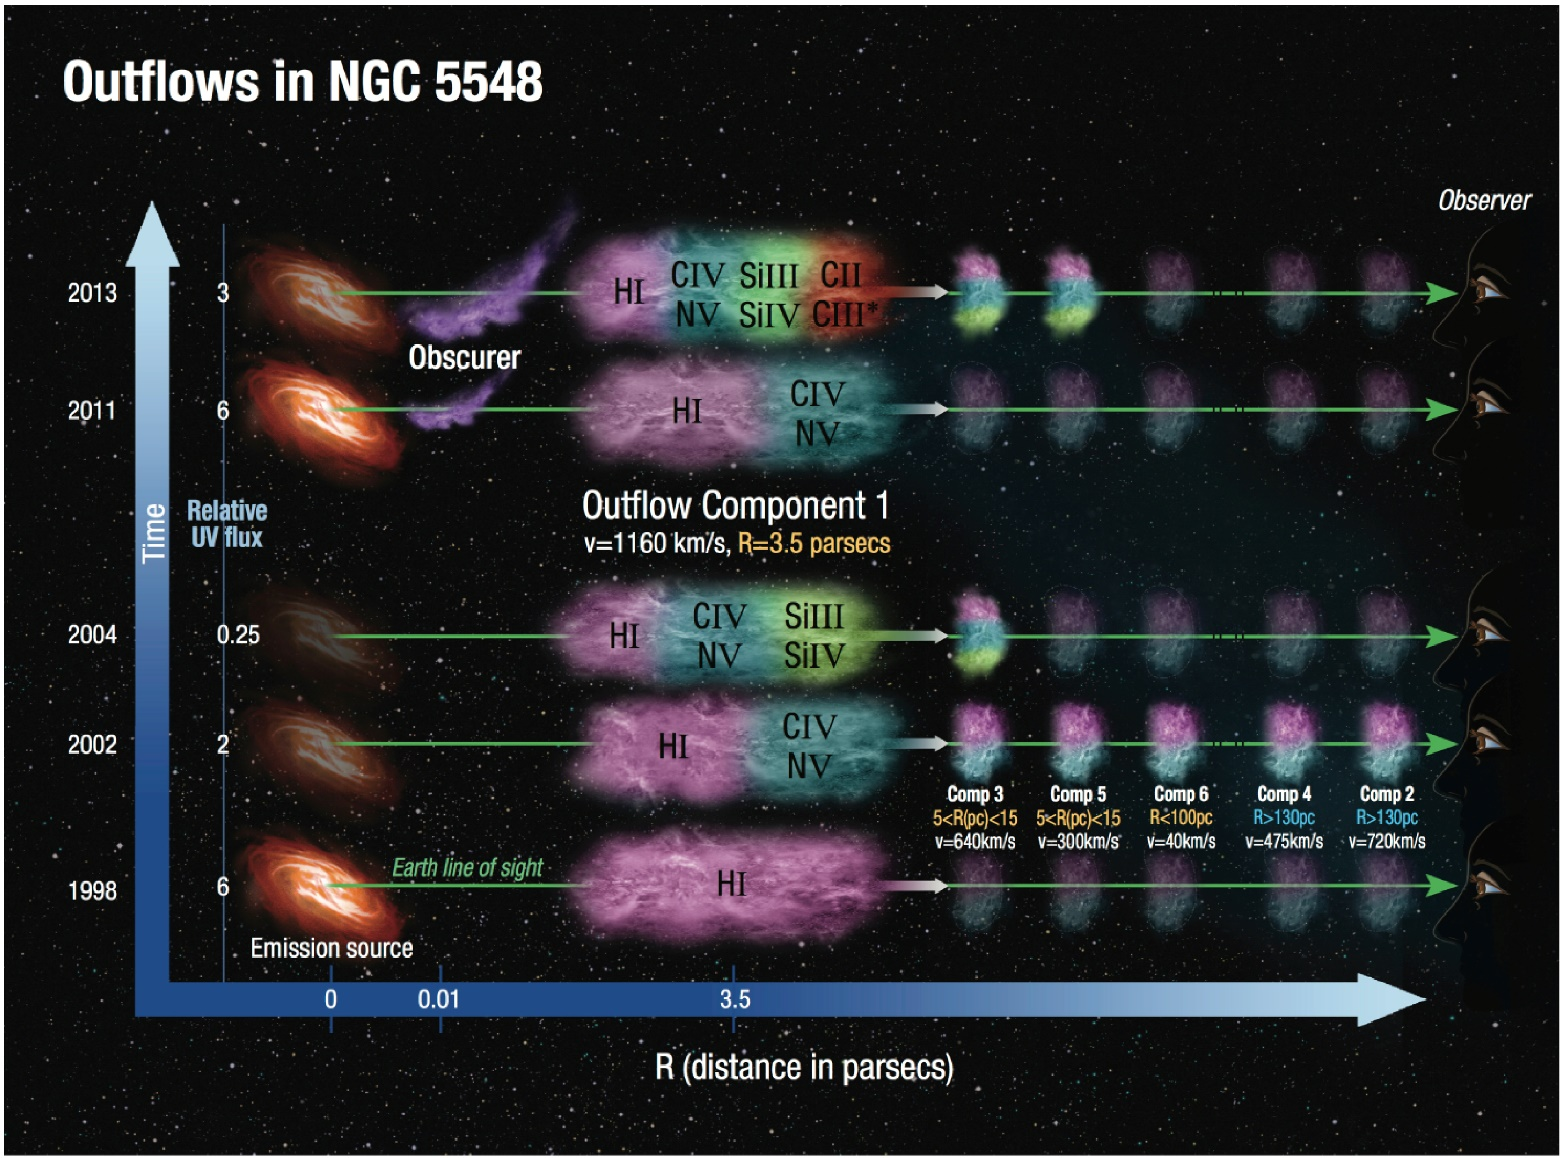 Outflows in NGC 5548
Observer
2013
3
HI
CIV SiIII CII
NV SiIV CIII*
Obscurer
2011
6
HI
CIV
NV
Time
Relative
UV flux
Outflow Component 1
v=1160 km/s, R=3.5 parsecs
2004
0.25
HI
CIV SiIII
NV SiIV
2002
2
HI
CIV
NV
Comp 3
5<R(pc)<15
v=640km/s
Comp 5
5<R(pc)<15
v=300km/s
Comp 6
R<100pc
v=40km/s
Comp 4
R>130pc
v=475km/s
Comp 2
R>130pc
v=720km/s
1998
6
Earth line of sight
HI
Emission source
0
0.01
3.5
R (distance in parsecs)